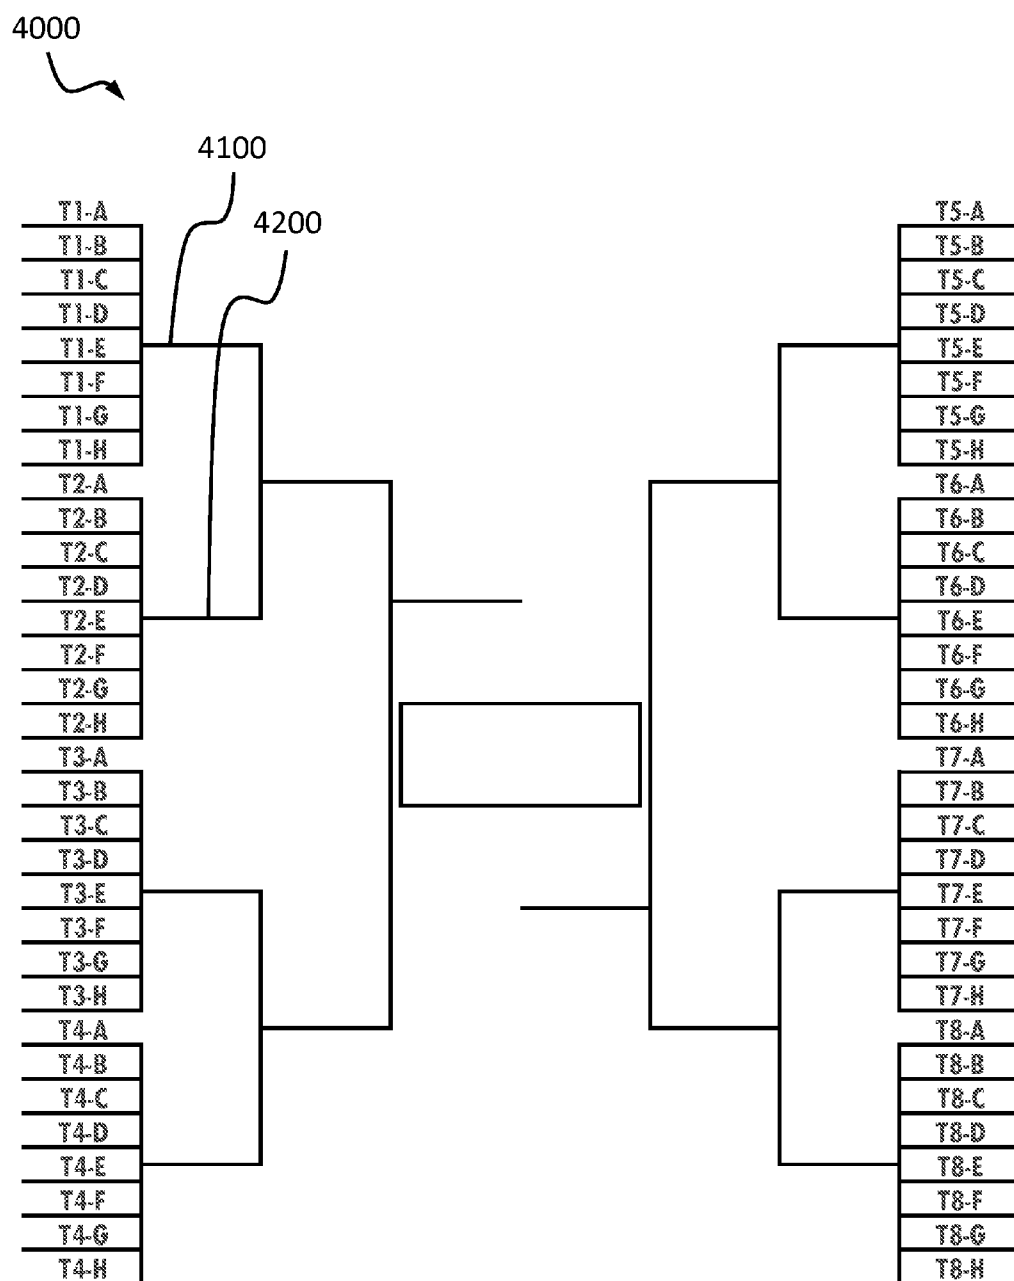 4000
4100
4200
T1-A
T1-B
T1-C
T1-D
T1-E
T1-F
T1-G
T1-H
T2-A
T2-B
T2-C
T2-D
T2-E
T2-F
T2-G
T2-H
T3-A
T3-B
T3-C
T3-D
T3-E
T3-F
T3-G
T3-H
T4-A
T4-B
T4-C
T4-D
T4-E
T4-F
T4-G
T4-H
T5-A
T5-B
T5-C
T5-D
T5-E
T5-F
T5-G
T5-H
T6-A
T6-B
T6-C
T6-D
T6-E
T6-F
T6-G
T6-H
T7-A
T7-B
T7-C
T7-D
T7-E
T7-F
T7-G
T7-H
T8-A
T8-B
T8-C
T8-D
T8-E
T8-F
T8-G
T8-H